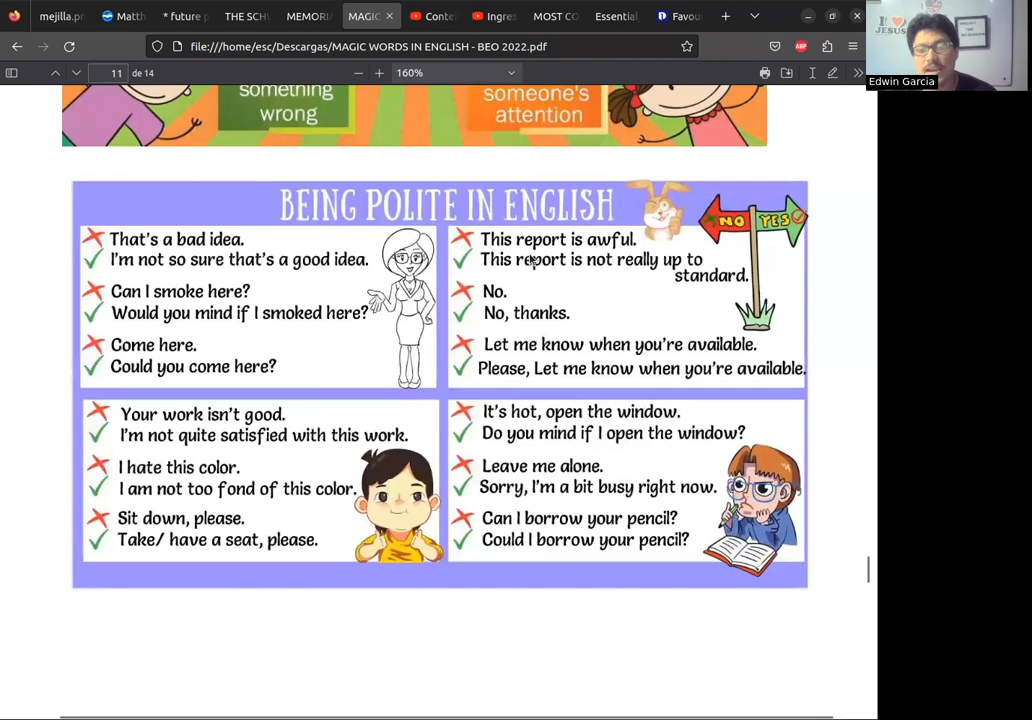 mejilla.pr
Matth
* future p
THE SCH
MEMORI
MAGIC
Conte
Ingres
MOST CO
Essential
Favou
file:///home/esc/Descargas/MAGIC WORDS IN ENGLISH - BEO 2022.pdf
ABP
11 de 14
160%
I ❤
JESUS
Edwin Garcia
something
wrong
someone's
attention
BEING POLITE IN ENGLISH
NO YES
That's a bad idea.
I'm not so sure that's a good idea.
Can I smoke here?
Would you mind if I smoked here?
Come here.
Could you come here?
This report is awful.
This report is not really up to
standard.
No.
No, thanks.
Let me know when you're available.
Please, Let me know when you're available.
Your work isn't good.
I'm not quite satisfied with this work.
I hate this color.
I am not too fond of this color.
Sit down, please.
Take/ have a seat, please.
It's hot, open the window.
Do you mind if I open the window?
Leave me alone.
Sorry, I'm a bit busy right now.
Can I borrow your pencil?
Could I borrow your pencil?